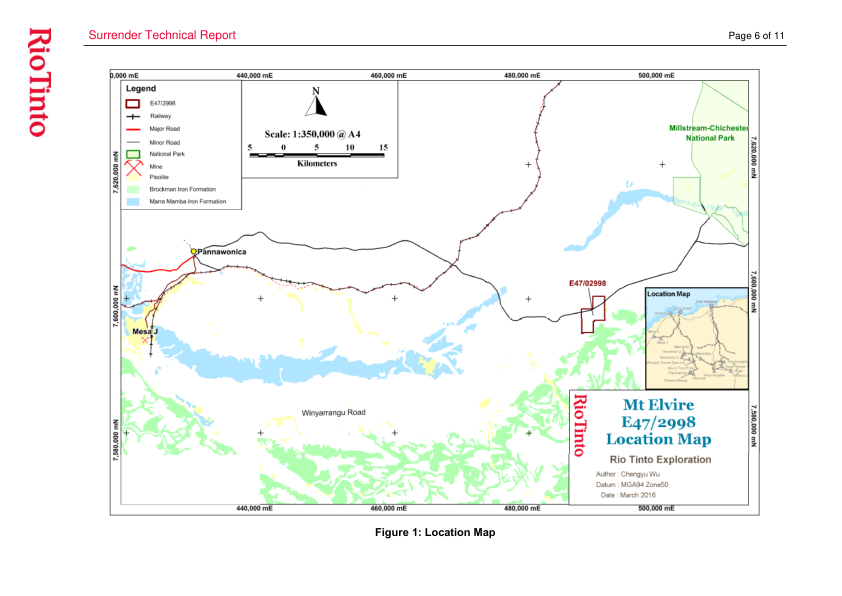 RioTinto
Surrender Technical Report
Page 6 of 11
0,000 mE
440,000 mE
460,000 mE
480,000 mE
500,000 mE
Legend
E47/2998
Railway
Major Road
Minor Road
National Park
Mine
Pisolite
Brockman Iron Formation
Marra Mamba Iron Formation
N
Scale: 1:350,000 @ A4
5 0 5 10 15
Kilometers
Millstream-Chichester
National Park
7,620,000 mN
7,620,000 mN
Pannawonica
7,600,000 mN
7,600,000 mN
E47/02998
Location Map
Mesa J
Winyarrangu Road
7,580,000 mN
7,580,000 mN
RioTinto
Mt Elvire
E47/2998
Location Map
Rio Tinto Exploration
Author : Chengyu Wu
Datum : MGA94 Zone50
Date : March 2016
440,000 mE
460,000 mE
480,000 mE
500,000 mE
Figure 1: Location Map